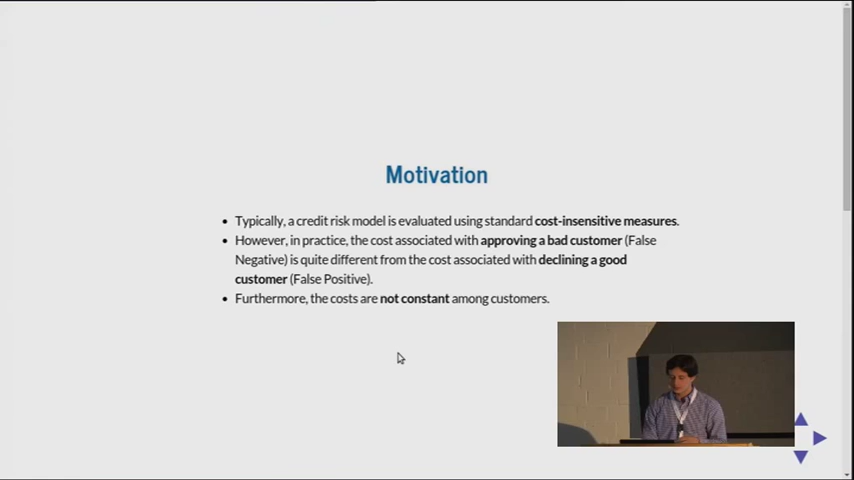 Motivation
• Typically, a credit risk model is evaluated using standard cost-insensitive measures.
• However, in practice, the cost associated with approving a bad customer (False
Negative) is quite different from the cost associated with declining a good
customer (False Positive).
• Furthermore, the costs are not constant among customers.